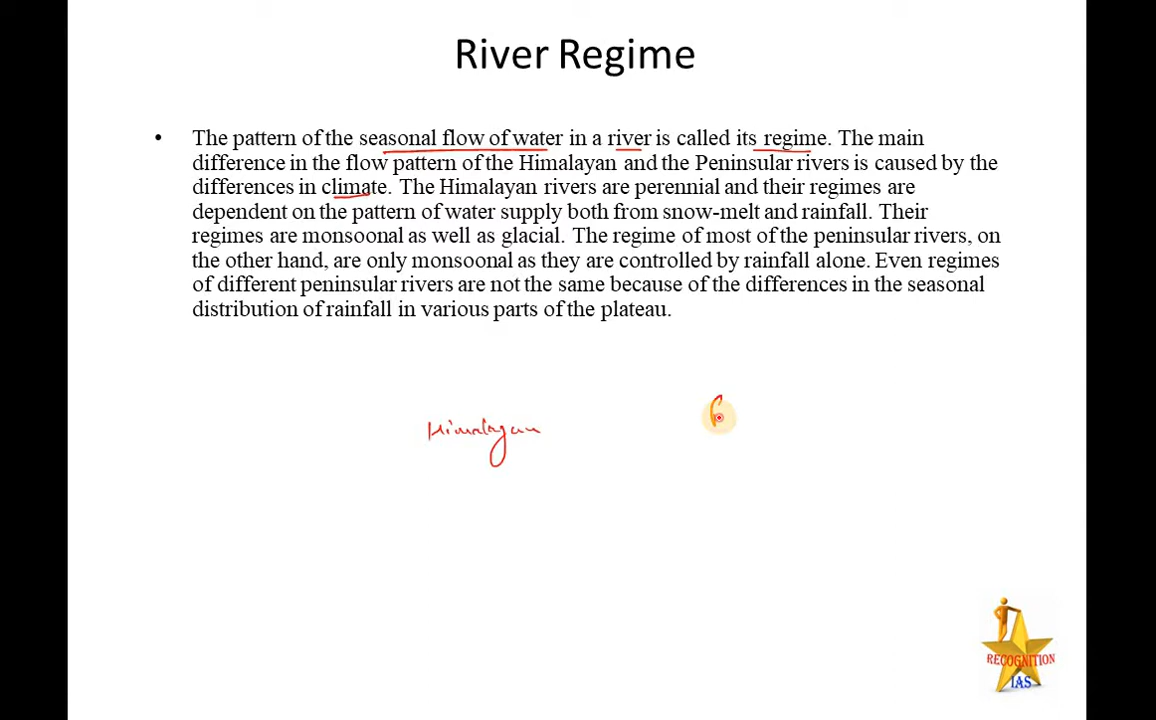 River Regime
• The pattern of the seasonal flow of water in a river is called its regime. The main
difference in the flow pattern of the Himalayan and the Peninsular rivers is caused by the
differences in climate. The Himalayan rivers are perennial and their regimes are
dependent on the pattern of water supply both from snow-melt and rainfall. Their
regimes are monsoonal as well as glacial. The regime of most of the peninsular rivers, on
the other hand, are only monsoonal as they are controlled by rainfall alone. Even regimes
of different peninsular rivers are not the same because of the differences in the seasonal
distribution of rainfall in various parts of the plateau.
Himalayan
RECOGNITION
IAS